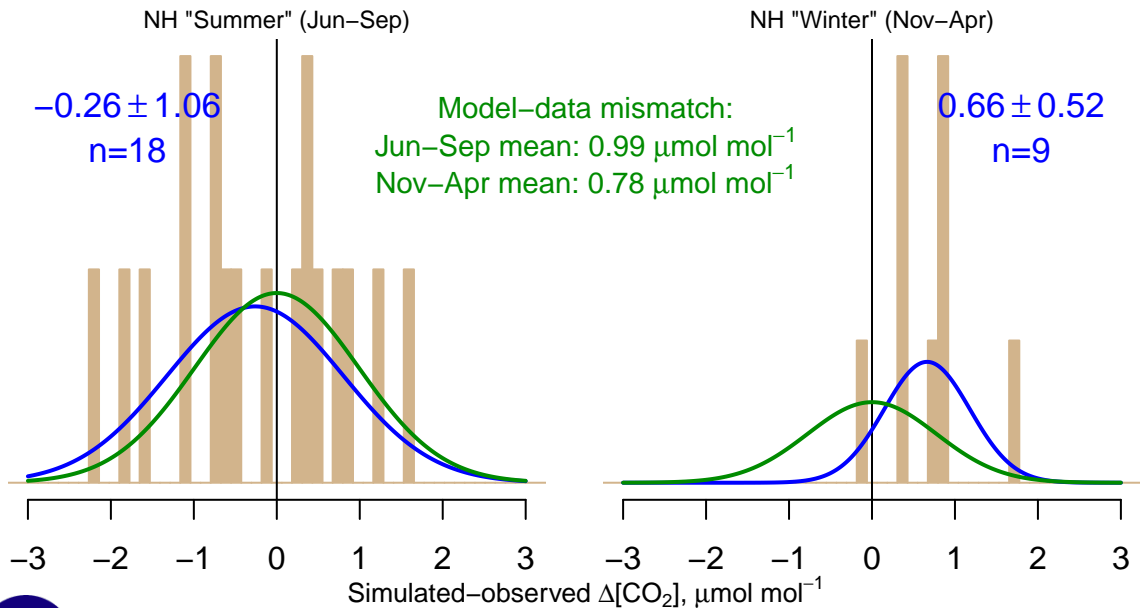 NH "Summer" (Jun−Sep)
−0.26 ± 1.06
n=18
Model−data mismatch:
Jun−Sep mean: 0.99 μmol mol⁻¹
Nov−Apr mean: 0.78 μmol mol⁻¹
NH "Winter" (Nov−Apr)
0.66 ± 0.52
n=9
−3 −2 −1 0 1 2 3
−3 −2 −1 0 1 2 3
Simulated−observed Δ[CO₂], μmol mol⁻¹